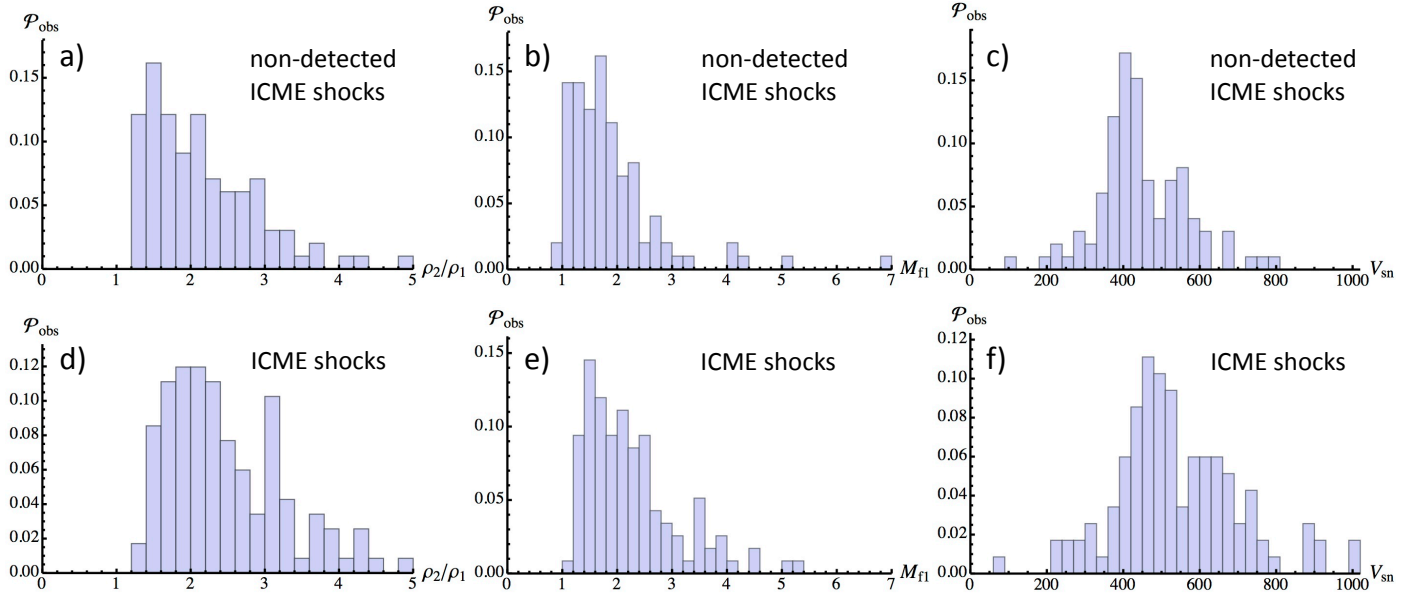 𝒫obs
a)
non-detected
ICME shocks
0.15
0.10
0.05
0.00
0 1 2 3 4 5 ρ2/ρ1
𝒫obs
b)
non-detected
ICME shocks
0.15
0.10
0.05
0.00
0 1 2 3 4 5 6 7 Mf1
𝒫obs
c)
non-detected
ICME shocks
0.15
0.10
0.05
0.00
0 200 400 600 800 1000 Vsn
𝒫obs
d)
ICME shocks
0.12
0.10
0.08
0.06
0.04
0.02
0.00
0 1 2 3 4 5 ρ2/ρ1
𝒫obs
e)
ICME shocks
0.15
0.10
0.05
0.00
0 1 2 3 4 5 6 7 Mf1
𝒫obs
f)
ICME shocks
0.12
0.10
0.08
0.06
0.04
0.02
0.00
0 200 400 600 800 1000 Vsn